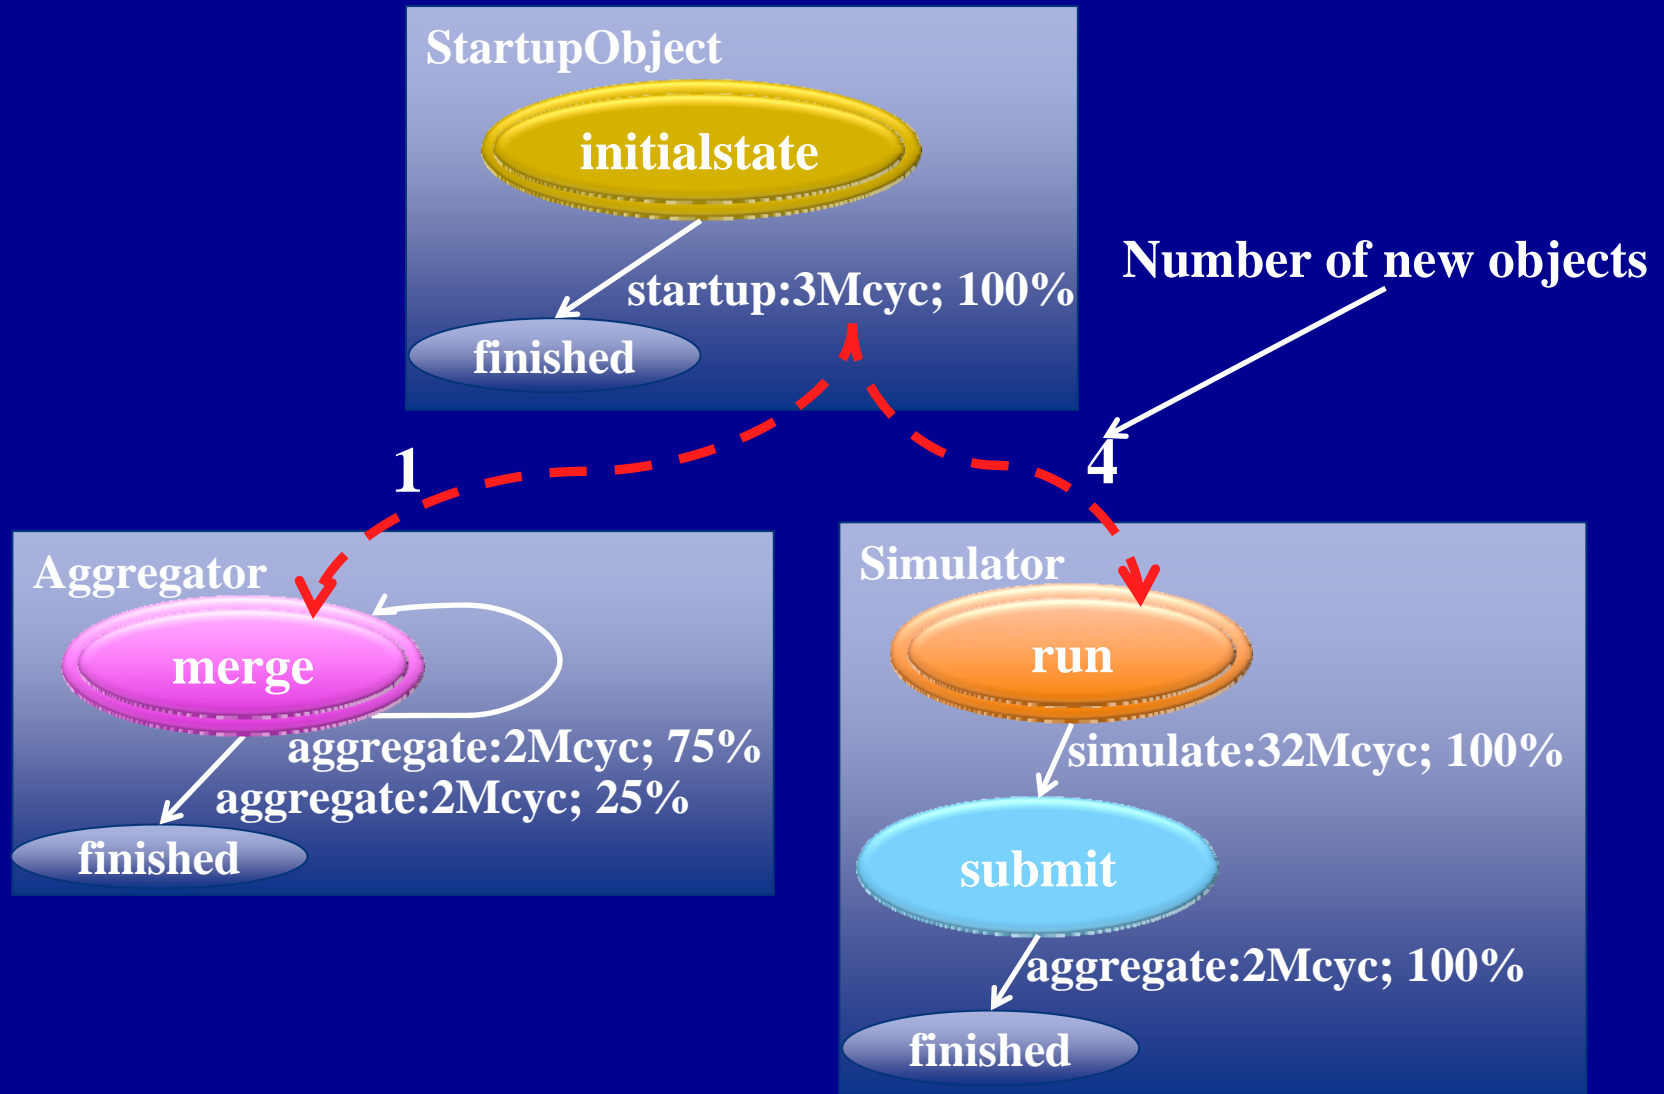 StartupObject
initialstate
Number of new objects
startup:3Mcyc; 100%
finished
1
4
Aggregator
merge
aggregate:2Mcyc; 75%
aggregate:2Mcyc; 25%
finished
Simulator
run
simulate:32Mcyc; 100%
submit
aggregate:2Mcyc; 100%
finished